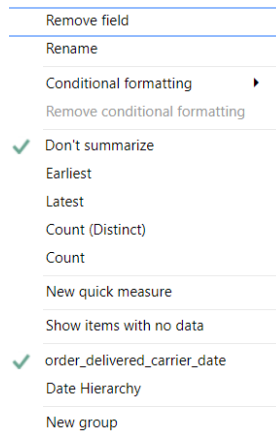 Remove field
Rename
Conditional formatting
Remove conditional formatting
Don't summarize
Earliest
Latest
Count (Distinct)
Count
New quick measure
Show items with no data
order_delivered_carrier_date
Date Hierarchy
New group